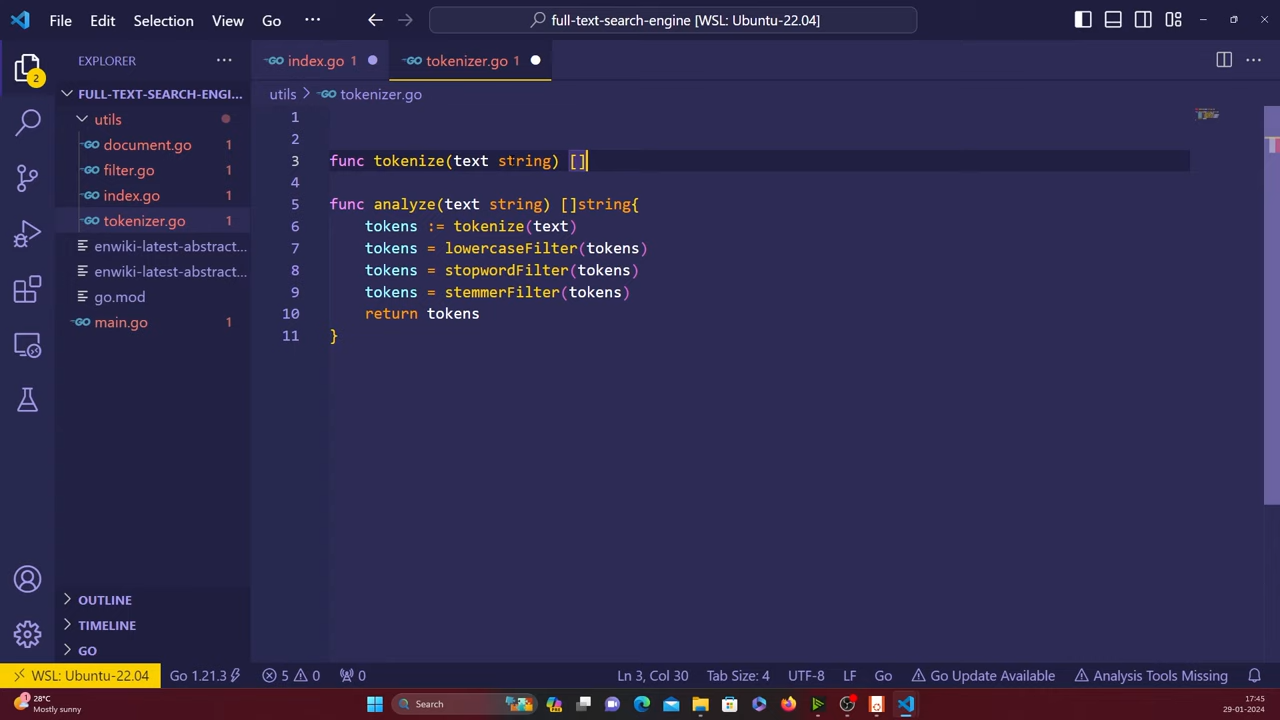 File Edit Selection View Go ··· full-text-search-engine [WSL: Ubuntu-22.04]
EXPLORER ···
index.go 1
tokenizer.go 1
utils > tokenizer.go
FULL-TEXT-SEARCH-ENGI...
utils
document.go 1
filter.go 1
index.go 1
tokenizer.go 1
enwiki-latest-abstract...
enwiki-latest-abstract...
go.mod
main.go 1
2
1
2
3 func tokenize(text string) []
4
5 func analyze(text string) []string{
6 tokens := tokenize(text)
7 tokens = lowercaseFilter(tokens)
8 tokens = stopwordFilter(tokens)
9 tokens = stemmerFilter(tokens)
10 return tokens
11 }
OUTLINE
TIMELINE
GO
WSL: Ubuntu-22.04 Go 1.21.3 5 0 0 Ln 3, Col 30 Tab Size: 4 UTF-8 LF Go Go Update Available Analysis Tools Missing
1 28°C
Mostly sunny
Search
17:45
29-01-2024